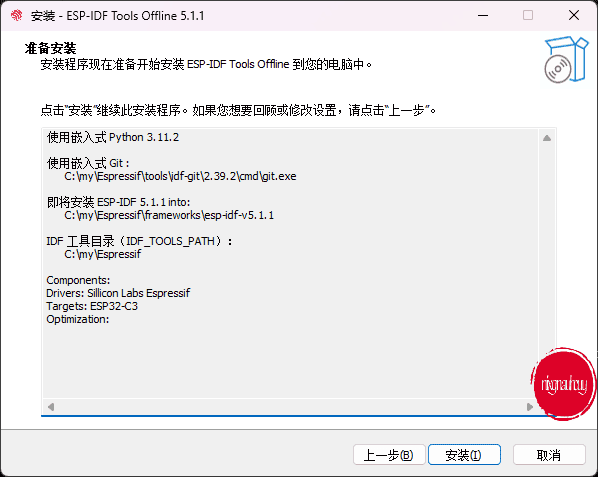 安装 - ESP-IDF Tools Offline 5.1.1
准备安装
安装程序现在准备开始安装 ESP-IDF Tools Offline 到您的电脑中。
点击“安装”继续此安装程序。如果您想要回顾或修改设置，请点击“上一步”。
使用嵌入式 Python 3.11.2
使用嵌入式 Git：
C:\my\Espressif\tools\idf-git\2.39.2\cmd\git.exe
即将安装 ESP-IDF 5.1.1 into:
C:\my\Espressif\frameworks\esp-idf-v5.1.1
IDF 工具目录（IDF_TOOLS_PATH）：
C:\my\Espressif
Components:
Drivers: Sillicon Labs Espressif
Targets: ESP32-C3
Optimization:
上一步(B)
安装(I)
取消